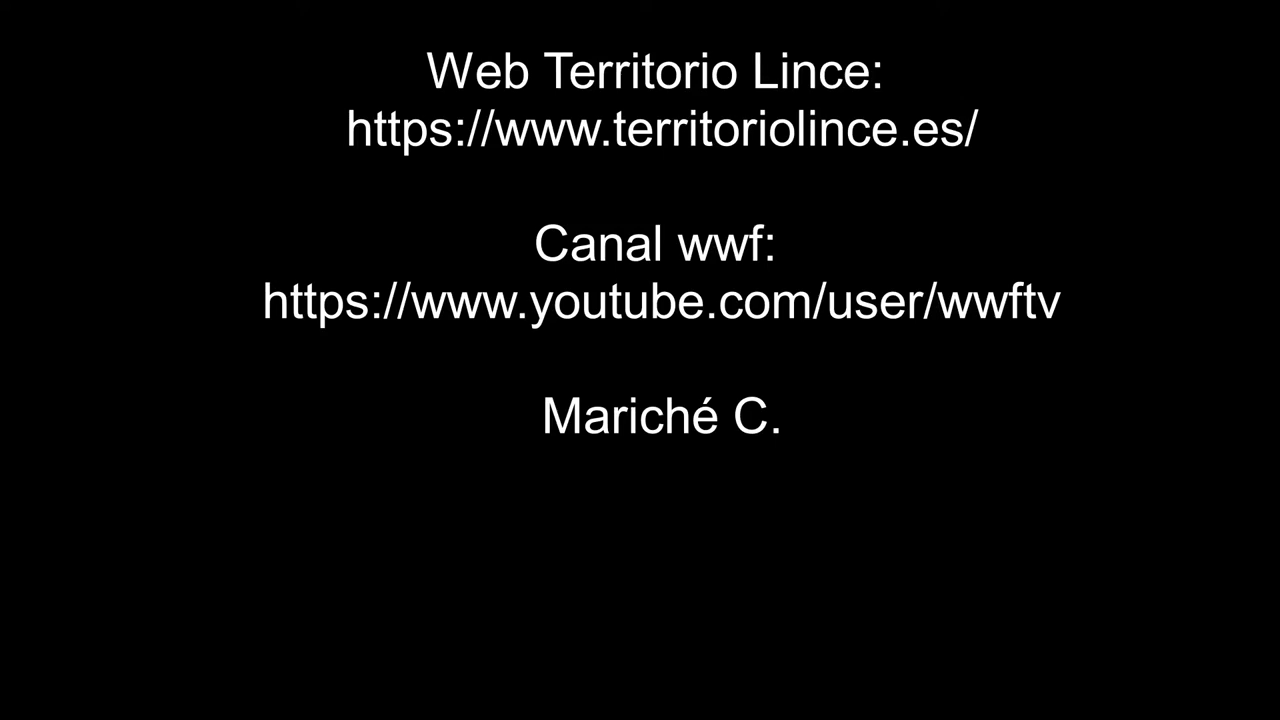 Web Territorio Lince:
https://www.territoriolince.es/
Canal wwf:
https://www.youtube.com/user/wwftv
Mariché C.